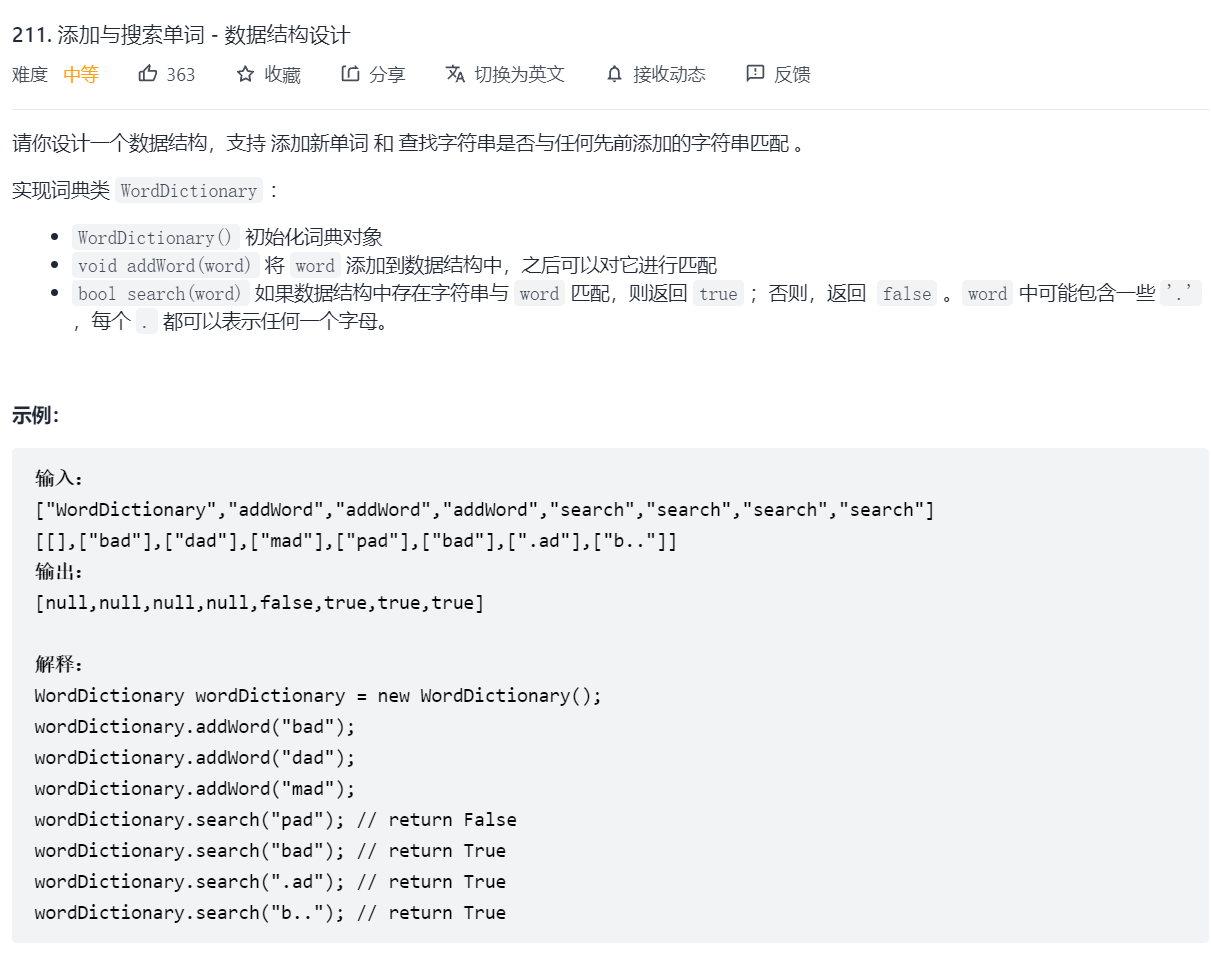 211. 添加与搜索单词 - 数据结构设计
难度 中等 363 收藏 分享 切换为英文 接收动态 反馈
请你设计一个数据结构，支持 添加新单词 和 查找字符串是否与任何先前添加的字符串匹配 。
实现词典类 WordDictionary ：
WordDictionary() 初始化词典对象
void addWord(word) 将 word 添加到数据结构中，之后可以对它进行匹配
bool search(word) 如果数据结构中存在字符串与 word 匹配，则返回 true ；否则，返回 false 。word 中可能包含一些 '.'
，每个 . 都可以表示任何一个字母。
示例：
输入：
["WordDictionary","addWord","addWord","addWord","search","search","search","search"]
[[],["bad"],["dad"],["mad"],["pad"],["bad"],[".ad"],["b.."]]
输出：
[null,null,null,null,false,true,true,true]
解释：
WordDictionary wordDictionary = new WordDictionary();
wordDictionary.addWord("bad");
wordDictionary.addWord("dad");
wordDictionary.addWord("mad");
wordDictionary.search("pad"); // return False
wordDictionary.search("bad"); // return True
wordDictionary.search(".ad"); // return True
wordDictionary.search("b.."); // return True